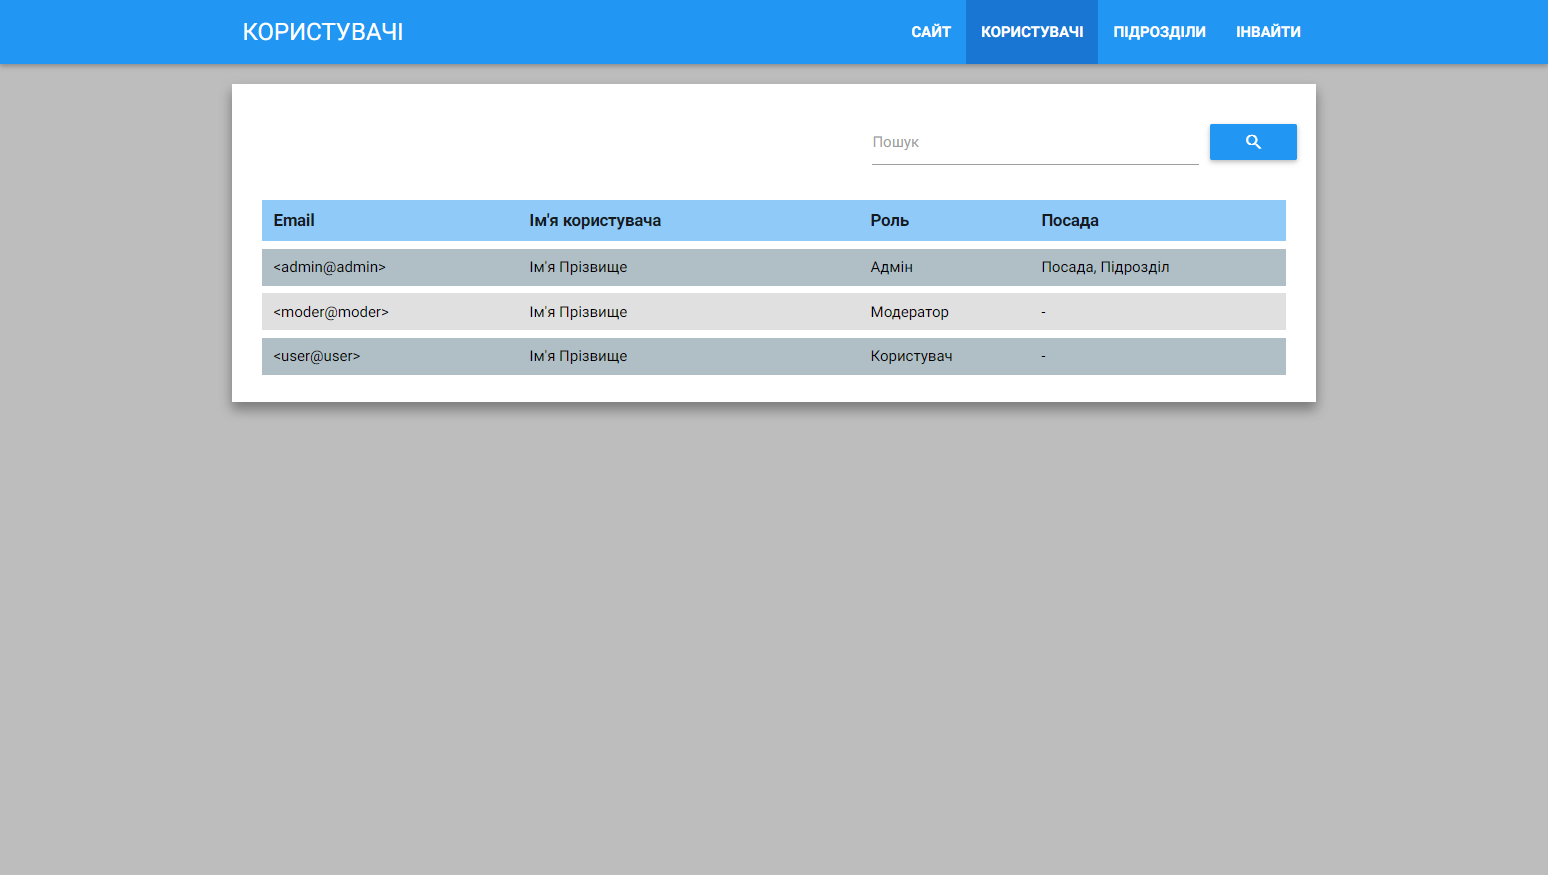 КОРИСТУВАЧІ САЙТ КОРИСТУВАЧІ ПІДРОЗДІЛИ ІНВАЙТИ
Пошук
Email Ім'я користувача Роль Посада
<admin@admin> Ім'я Прізвище Адмін Посада, Підрозділ
<moder@moder> Ім'я Прізвище Модератор -
<user@user> Ім'я Прізвище Користувач -